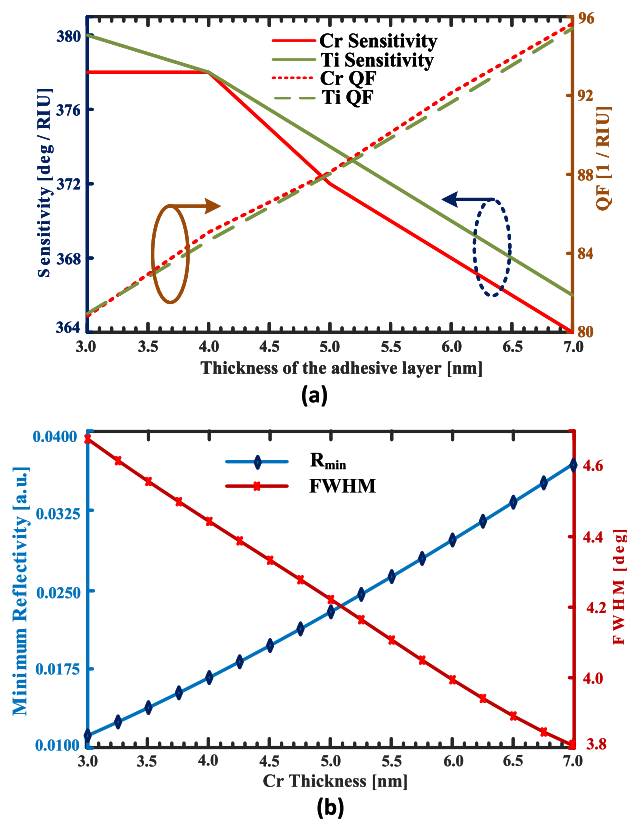 380
376
372
368
364
Sensitivity [deg / RIU]
Cr Sensitivity
Ti Sensitivity
Cr QF
Ti QF
96
92
88
84
80
QF [1 / RIU]
3.0 4.0 4.5 5.0 5.5 6.0 6.5 7.0
Thickness of the adhesive layer [nm]
(a)
0.0400
0.0325
0.0250
0.0175
0.0100
Minimum Reflectivity [a.u.]
Rmin
FWHM
4.6
4.4
4.2
4.0
3.8
FWHM [deg]
3.0 3.5 4.0 4.5 5.0 5.5 6.0 6.5 7.0
Cr Thickness [nm]
(b)